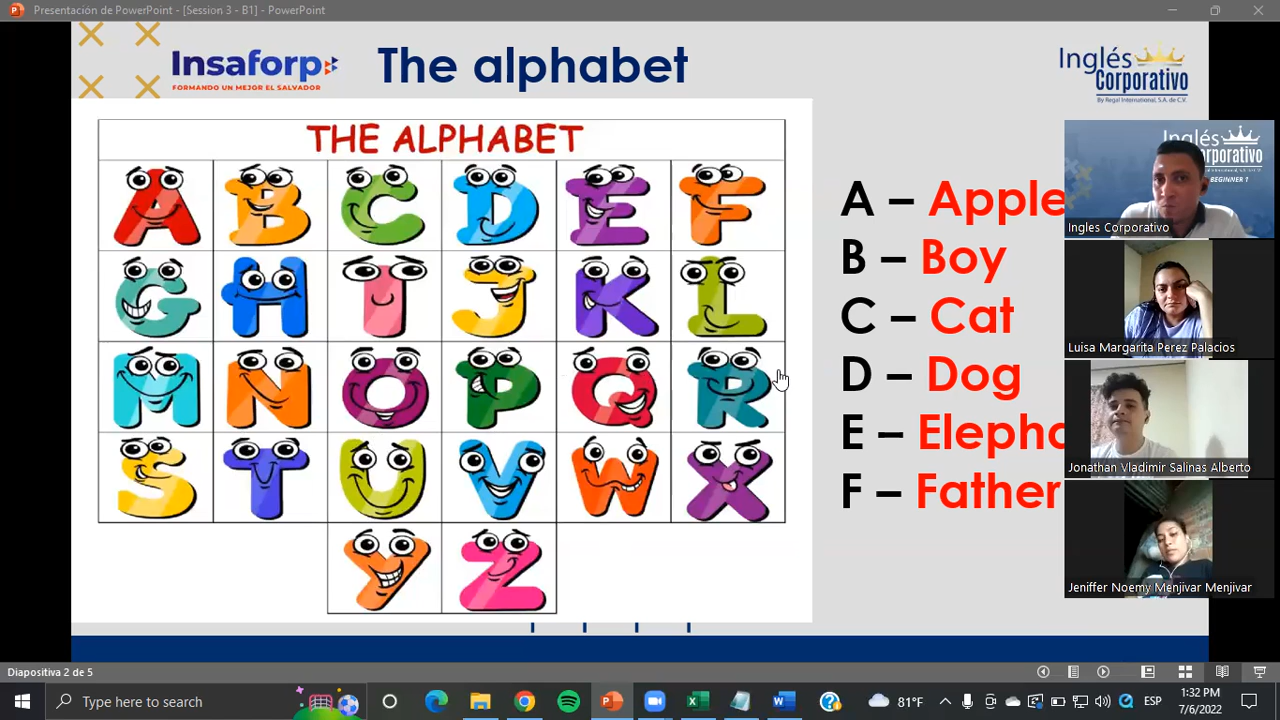 Presentación de PowerPoint - [Session 3 - B1] - PowerPoint
Insaforp
FORMANDO UN MEJOR EL SALVADOR
The alphabet
Inglés
Corporativo
By Regal International, S.A. de C.V.
THE ALPHABET
A B C D E F
G H I J K L
M N O P Q R
S T U V W X
Y Z
A – Apple
B – Boy
C – Cat
D – Dog
E – Elepha
F – Father
Inglés
Corporativo
BEGINNER 1
Ingles Corporativo
Luisa Margarita Perez Palacios
Jonathan Vladimir Salinas Alberto
Jeniffer Noemy Menjivar Menjivar
Diapositiva 2 de 5
Type here to search
81°F
ESP
1:32 PM
7/6/2022